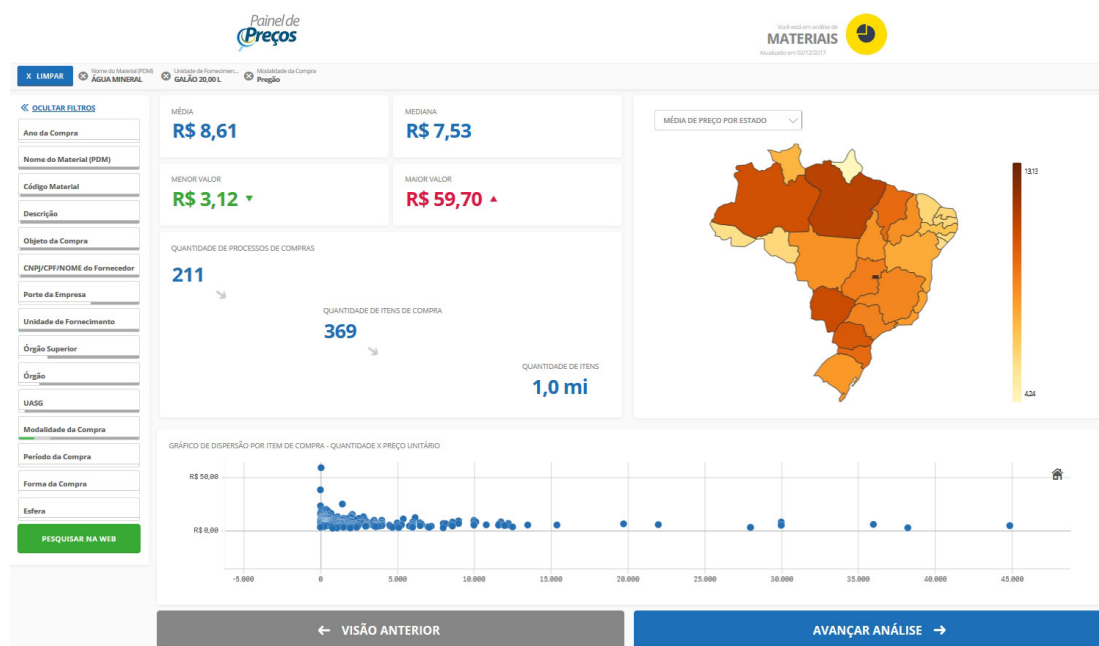 Painel de
Preços
Você está em análise de
MATERIAIS
Atualizado em 02/12/2017
X LIMPAR
Nome do Material (PDM)
ÁGUA MINERAL
Unidade de Fornecimen...
GALÃO 20,00 L
Modalidade da Compra
Pregão
OCULTAR FILTROS
Ano da Compra
Nome do Material (PDM)
Código Material
Descrição
Objeto da Compra
CNPJ/CPF/NOME do Fornecedor
Porte da Empresa
Unidade de Fornecimento
Órgão Superior
Órgão
UASG
Modalidade da Compra
Período da Compra
Forma da Compra
Esfera
PESQUISAR NA WEB
MÉDIA
R$ 8,61
MEDIANA
R$ 7,53
MENOR VALOR
R$ 3,12
MAIOR VALOR
R$ 59,70
QUANTIDADE DE PROCESSOS DE COMPRAS
211
QUANTIDADE DE ITENS DE COMPRA
369
QUANTIDADE DE ITENS
1,0 mi
MÉDIA DE PREÇO POR ESTADO
13,13
4,24
GRÁFICO DE DISPERSÃO POR ITEM DE COMPRA - QUANTIDADE X PREÇO UNITÁRIO
R$ 50,00
R$ 0,00
-5.000 0 5.000 10.000 15.000 20.000 25.000 30.000 35.000 40.000 45.000
VISÃO ANTERIOR
AVANÇAR ANÁLISE